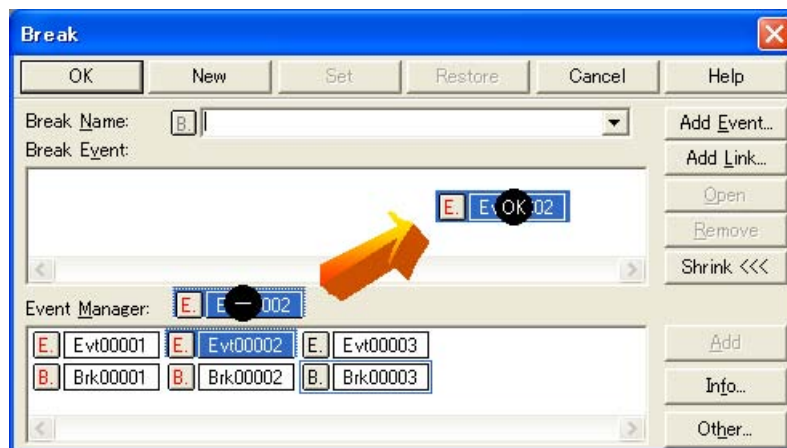 Break
OK New Set Restore Cancel Help
Break Name: B. Add Event...
Break Event: Add Link...
E. Ev OK 02 Open
Remove
Shrink <<<
Event Manager: E. E — 002
E. Evt00001 E. Evt00002 E. Evt00003 Add
B. Brk00001 B. Brk00002 B. Brk00003 Info...
Other...